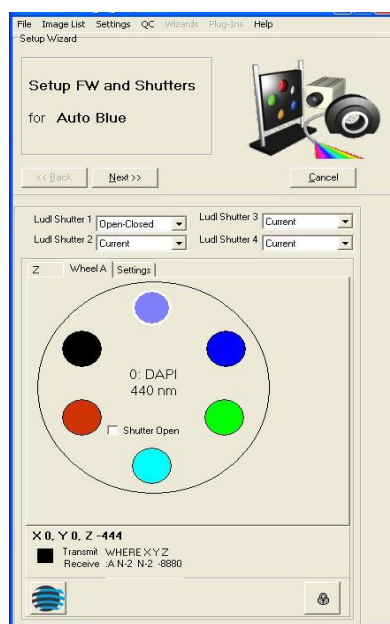 File Image List Settings QC Wizards Plug-Ins Help
Setup Wizard
Setup FW and Shutters
for Auto Blue
<< Back Next >> Cancel
Ludl Shutter 1 Open-Closed Ludl Shutter 3 Current
Ludl Shutter 2 Current Ludl Shutter 4 Current
Z Wheel A Settings
0: DAPI
440 nm
Shutter Open
X 0, Y 0, Z -444
Transmit WHERE X Y Z
Receive :A N-2 N-2 -8880